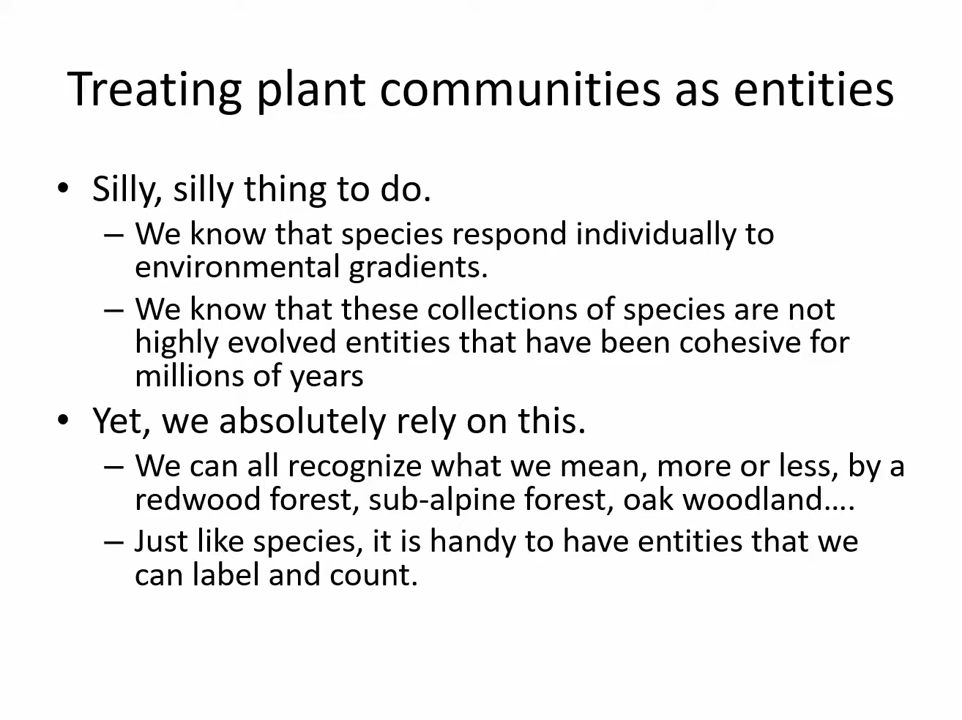 Treating plant communities as entities
• Silly, silly thing to do.
– We know that species respond individually to
environmental gradients.
– We know that these collections of species are not
highly evolved entities that have been cohesive for
millions of years
• Yet, we absolutely rely on this.
– We can all recognize what we mean, more or less, by a
redwood forest, sub-alpine forest, oak woodland....
– Just like species, it is handy to have entities that we
can label and count.